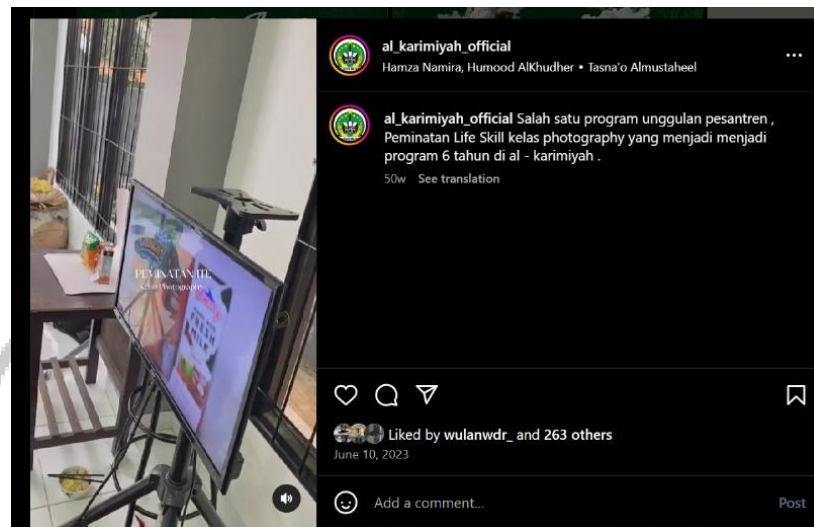 al_karimiyah_official
Hamza Namira, Humood AlKhudher • Tasna'o Almustaheel
al_karimiyah_official Salah satu program unggulan pesantren ,
Peminatan Life Skill kelas photography yang menjadi menjadi
program 6 tahun di al - karimiyah .
50w See translation
PEMINATAN ITE
Kelas Photography
FRESH
MILK
Liked by wulanwdr_ and 263 others
June 10, 2023
Add a comment...
Post